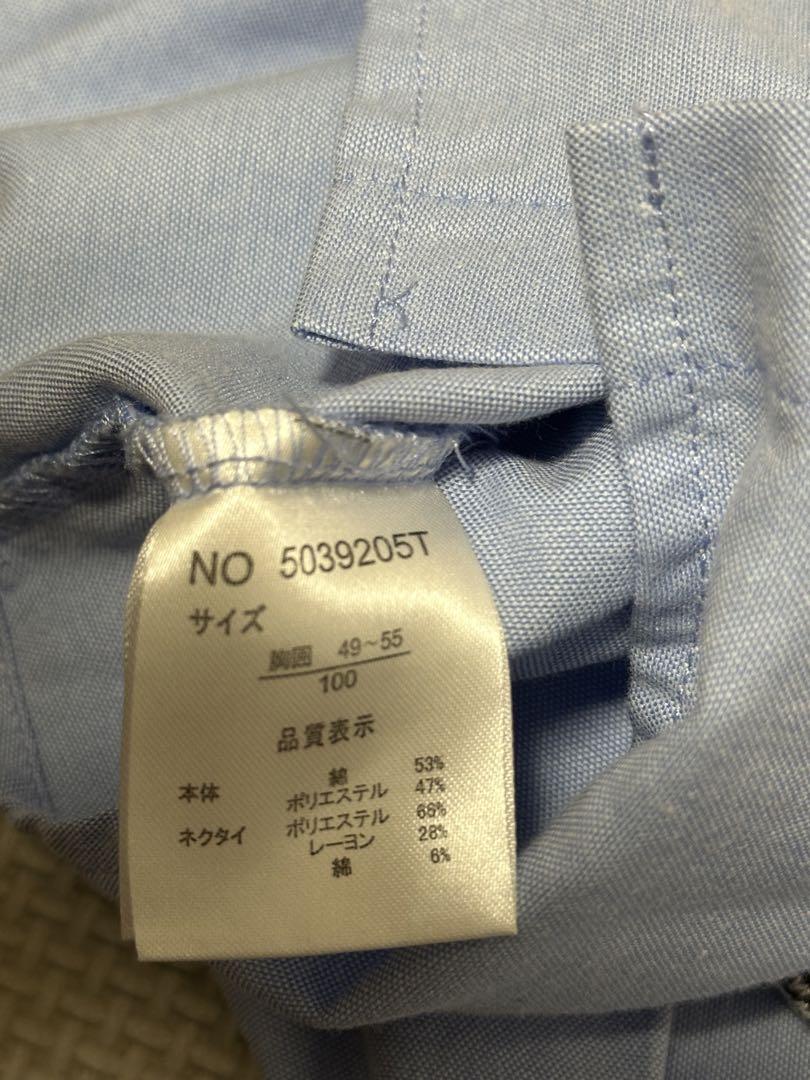 NO 5039205T
サイズ
胸囲 49~55
100
品質表示
本体 綿 53%
ポリエステル 47%
ネクタイ ポリエステル 66%
レーヨン 28%
綿 6%